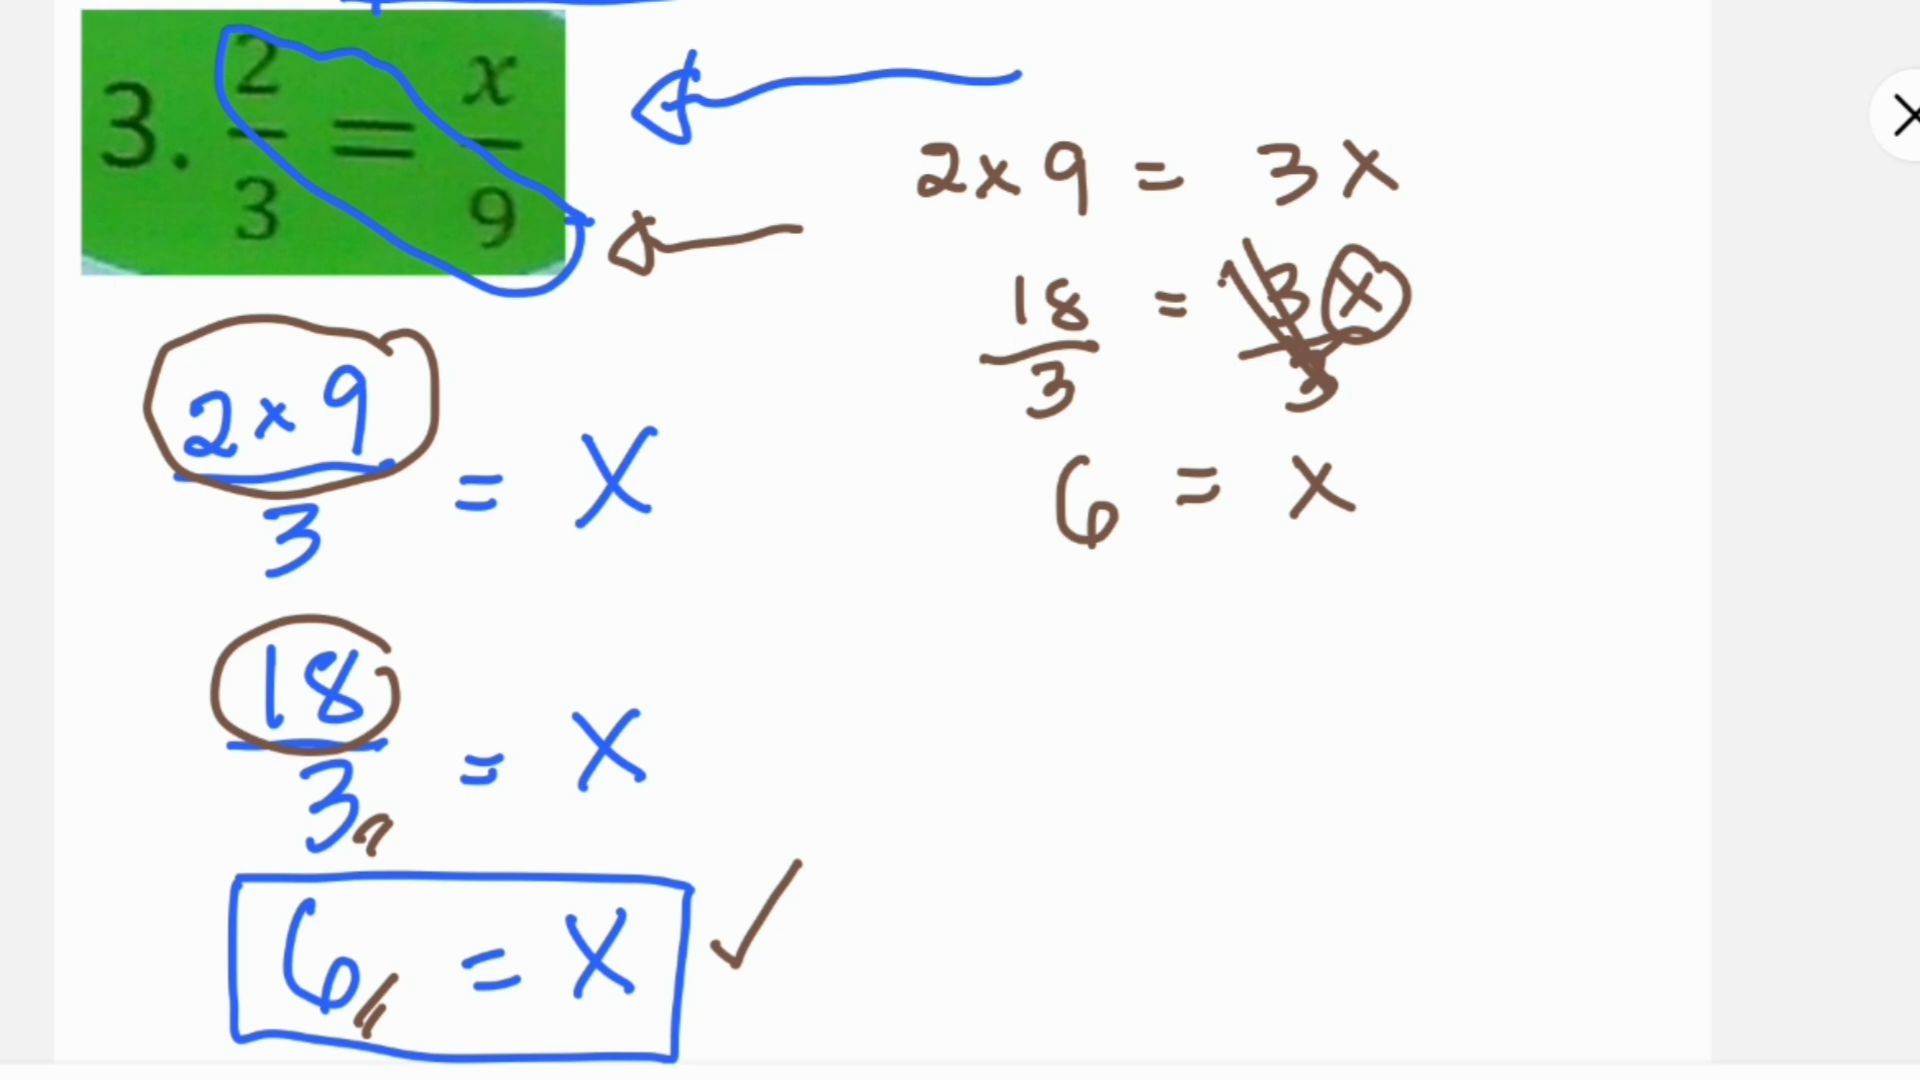 3. 2/3 = x/9
2 x 9 = 3x
18/3 = 3x/3
6 = x
2 x 9 / 3 = x
18/3 = x
6 = x